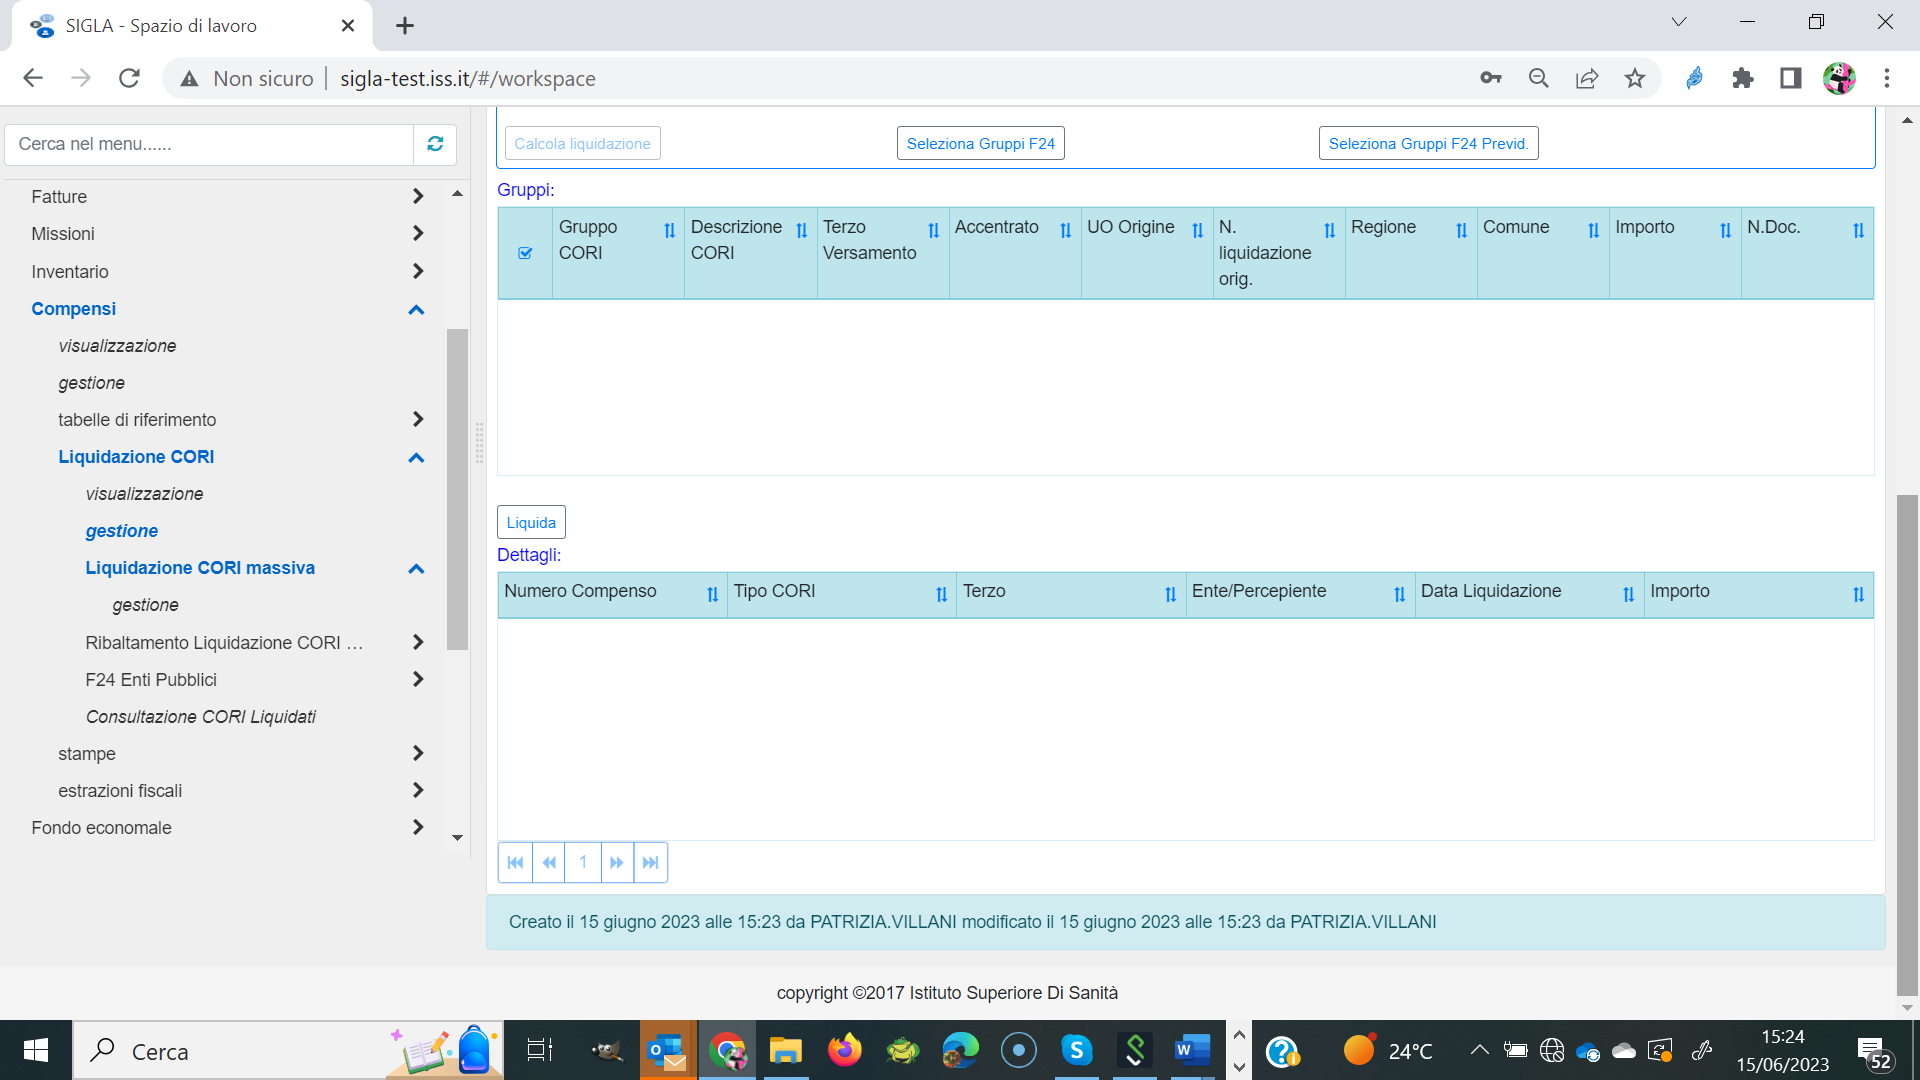 SIGLA - Spazio di lavoro
Non sicuro
sigla-test.iss.it/#/workspace
Cerca nel menu......
Fatture
Missioni
Inventario
Compensi
visualizzazione
gestione
tabelle di riferimento
Liquidazione CORI
visualizzazione
gestione
Liquidazione CORI massiva
gestione
Ribaltamento Liquidazione CORI ...
F24 Enti Pubblici
Consultazione CORI Liquidati
stampe
estrazioni fiscali
Fondo economale
Calcola liquidazione
Seleziona Gruppi F24
Seleziona Gruppi F24 Previd.
Gruppi:
Gruppo CORI
Descrizione CORI
Terzo Versamento
Accentrato
UO Origine
N. liquidazione orig.
Regione
Comune
Importo
N.Doc.
Liquida
Dettagli:
Numero Compenso
Tipo CORI
Terzo
Ente/Percepiente
Data Liquidazione
Importo
1
Creato il 15 giugno 2023 alle 15:23 da PATRIZIA.VILLANI modificato il 15 giugno 2023 alle 15:23 da PATRIZIA.VILLANI
copyright ©2017 Istituto Superiore Di Sanità
Cerca
24°C
15:24
15/06/2023
52